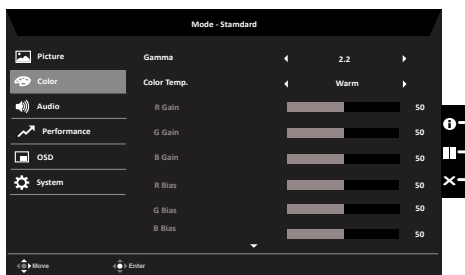 Mode - Stamdard
Picture
Color
Audio
Performance
OSD
System
Gamma 2.2
Color Temp. Warm
R Gain 50
G Gain 50
B Gain 50
R Bias 50
G Bias 50
B Bias 50
Move Enter